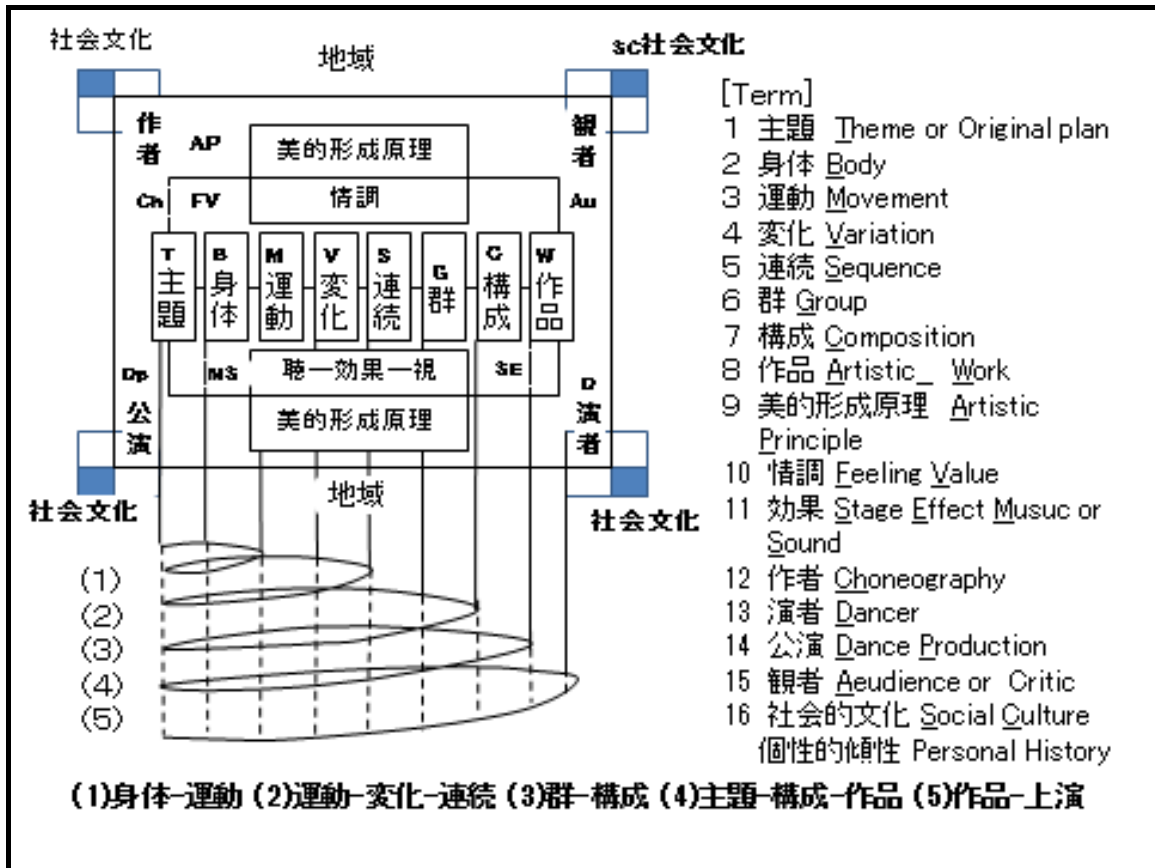 社会文化
地域
sc社会文化
作者
AP
美的形成原理
観者
Ch
FV
情調
Au
T 主題
B 身体
M 運動
V 変化
S 連続
G 群
C 構成
W 作品
Dp
MS
聴ー効果ー視
SE
D
公演
美的形成原理
演者
社会文化
地域
社会文化
(1)
(2)
(3)
(4)
(5)
[Term]
1 主題 Theme or Original plan
2 身体 Body
3 運動 Movement
4 変化 Variation
5 連続 Sequence
6 群 Group
7 構成 Composition
8 作品 Artistic_ Work
9 美的形成原理 Artistic
Principle
10 情調 Feeling Value
11 効果 Stage Effect Musuc or
Sound
12 作者 Choneography
13 演者 Dancer
14 公演 Dance Production
15 観者 Aeudience or Critic
16 社会的文化 Social Culture
個性的傾性 Personal History
(1)身体-運動 (2)運動-変化-連続 (3)群-構成 (4)主題-構成-作品 (5)作品-上演